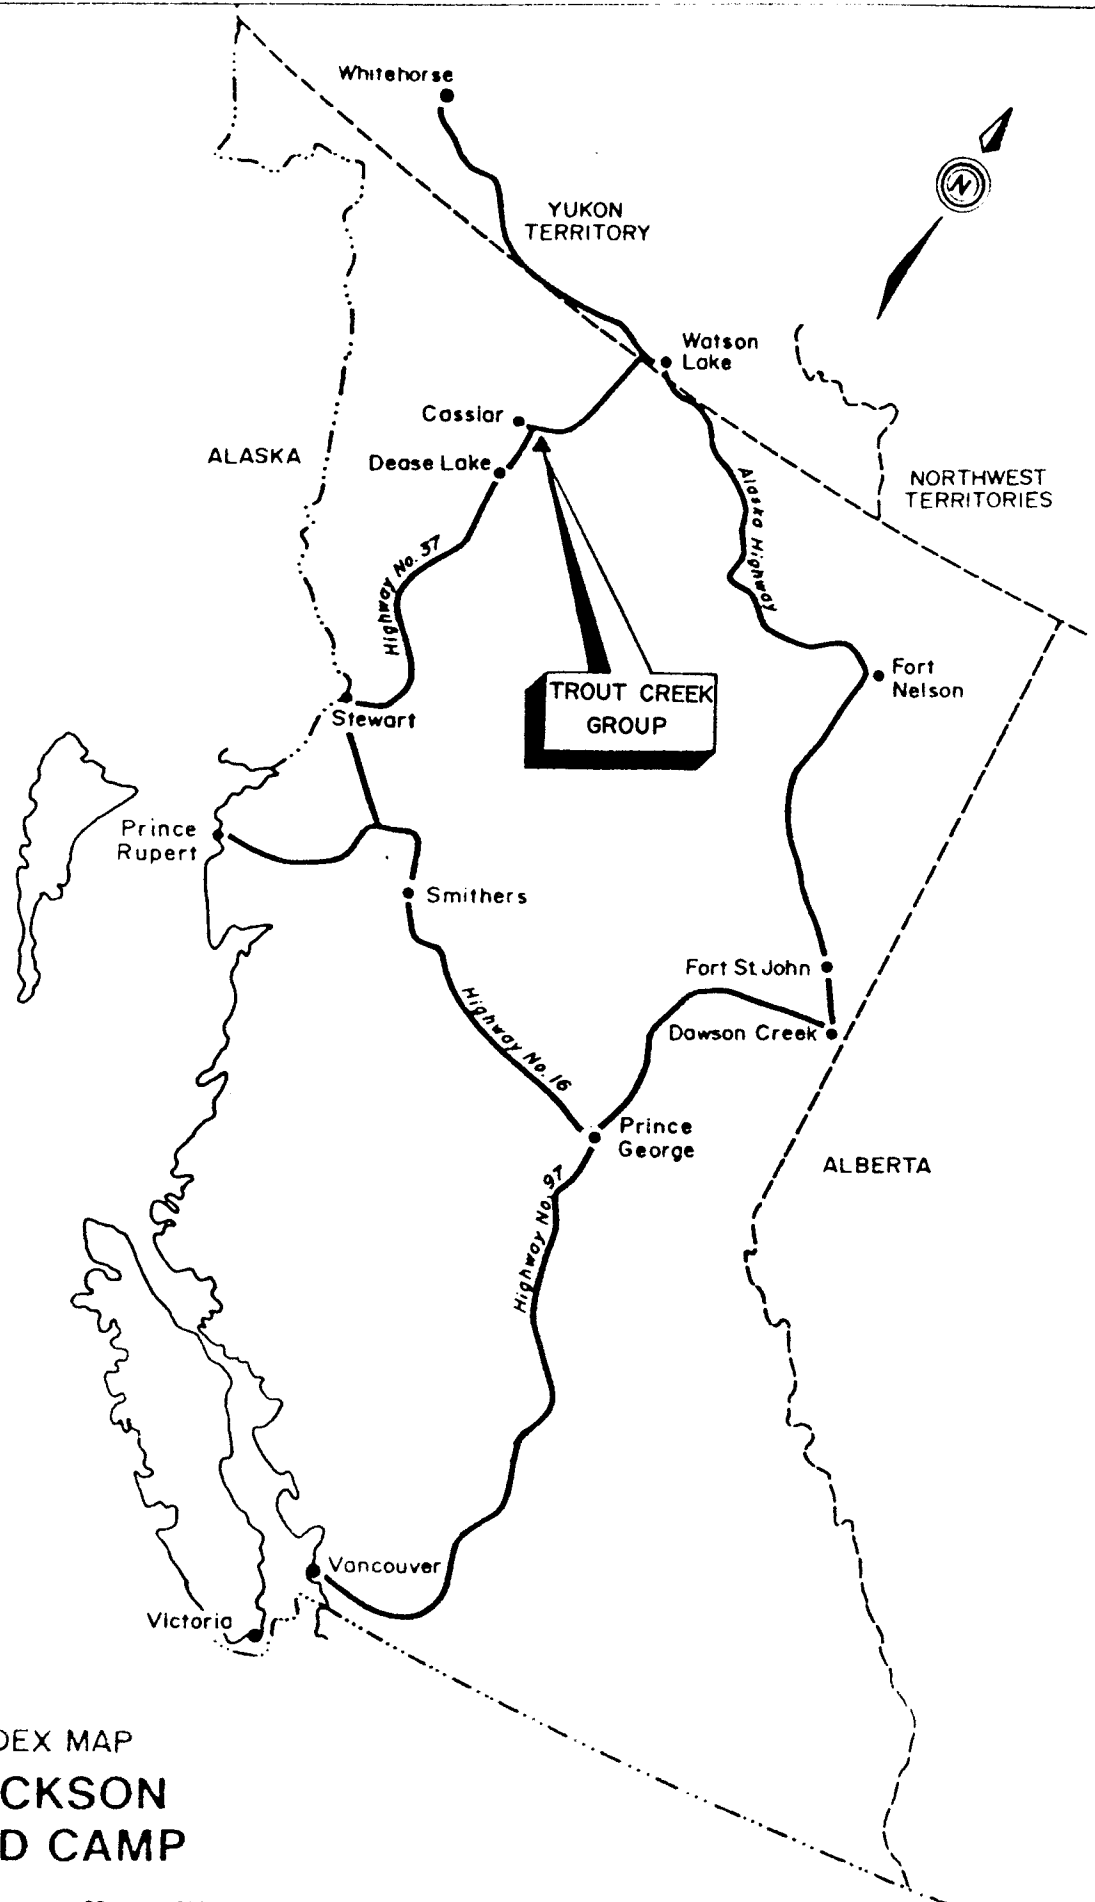 Whitehorse
N
YUKON
TERRITORY
Watson
Lake
Cassiar
ALASKA
Dease Lake
NORTHWEST
TERRITORIES
Alaska Highway
Highway No. 37
Fort
Nelson
TROUT CREEK
GROUP
Stewart
Prince
Rupert
Smithers
Fort St. John
Highway No. 16
Dawson Creek
Prince
George
ALBERTA
Highway No. 97
Vancouver
Victoria
DEX MAP
CKSON
D CAMP